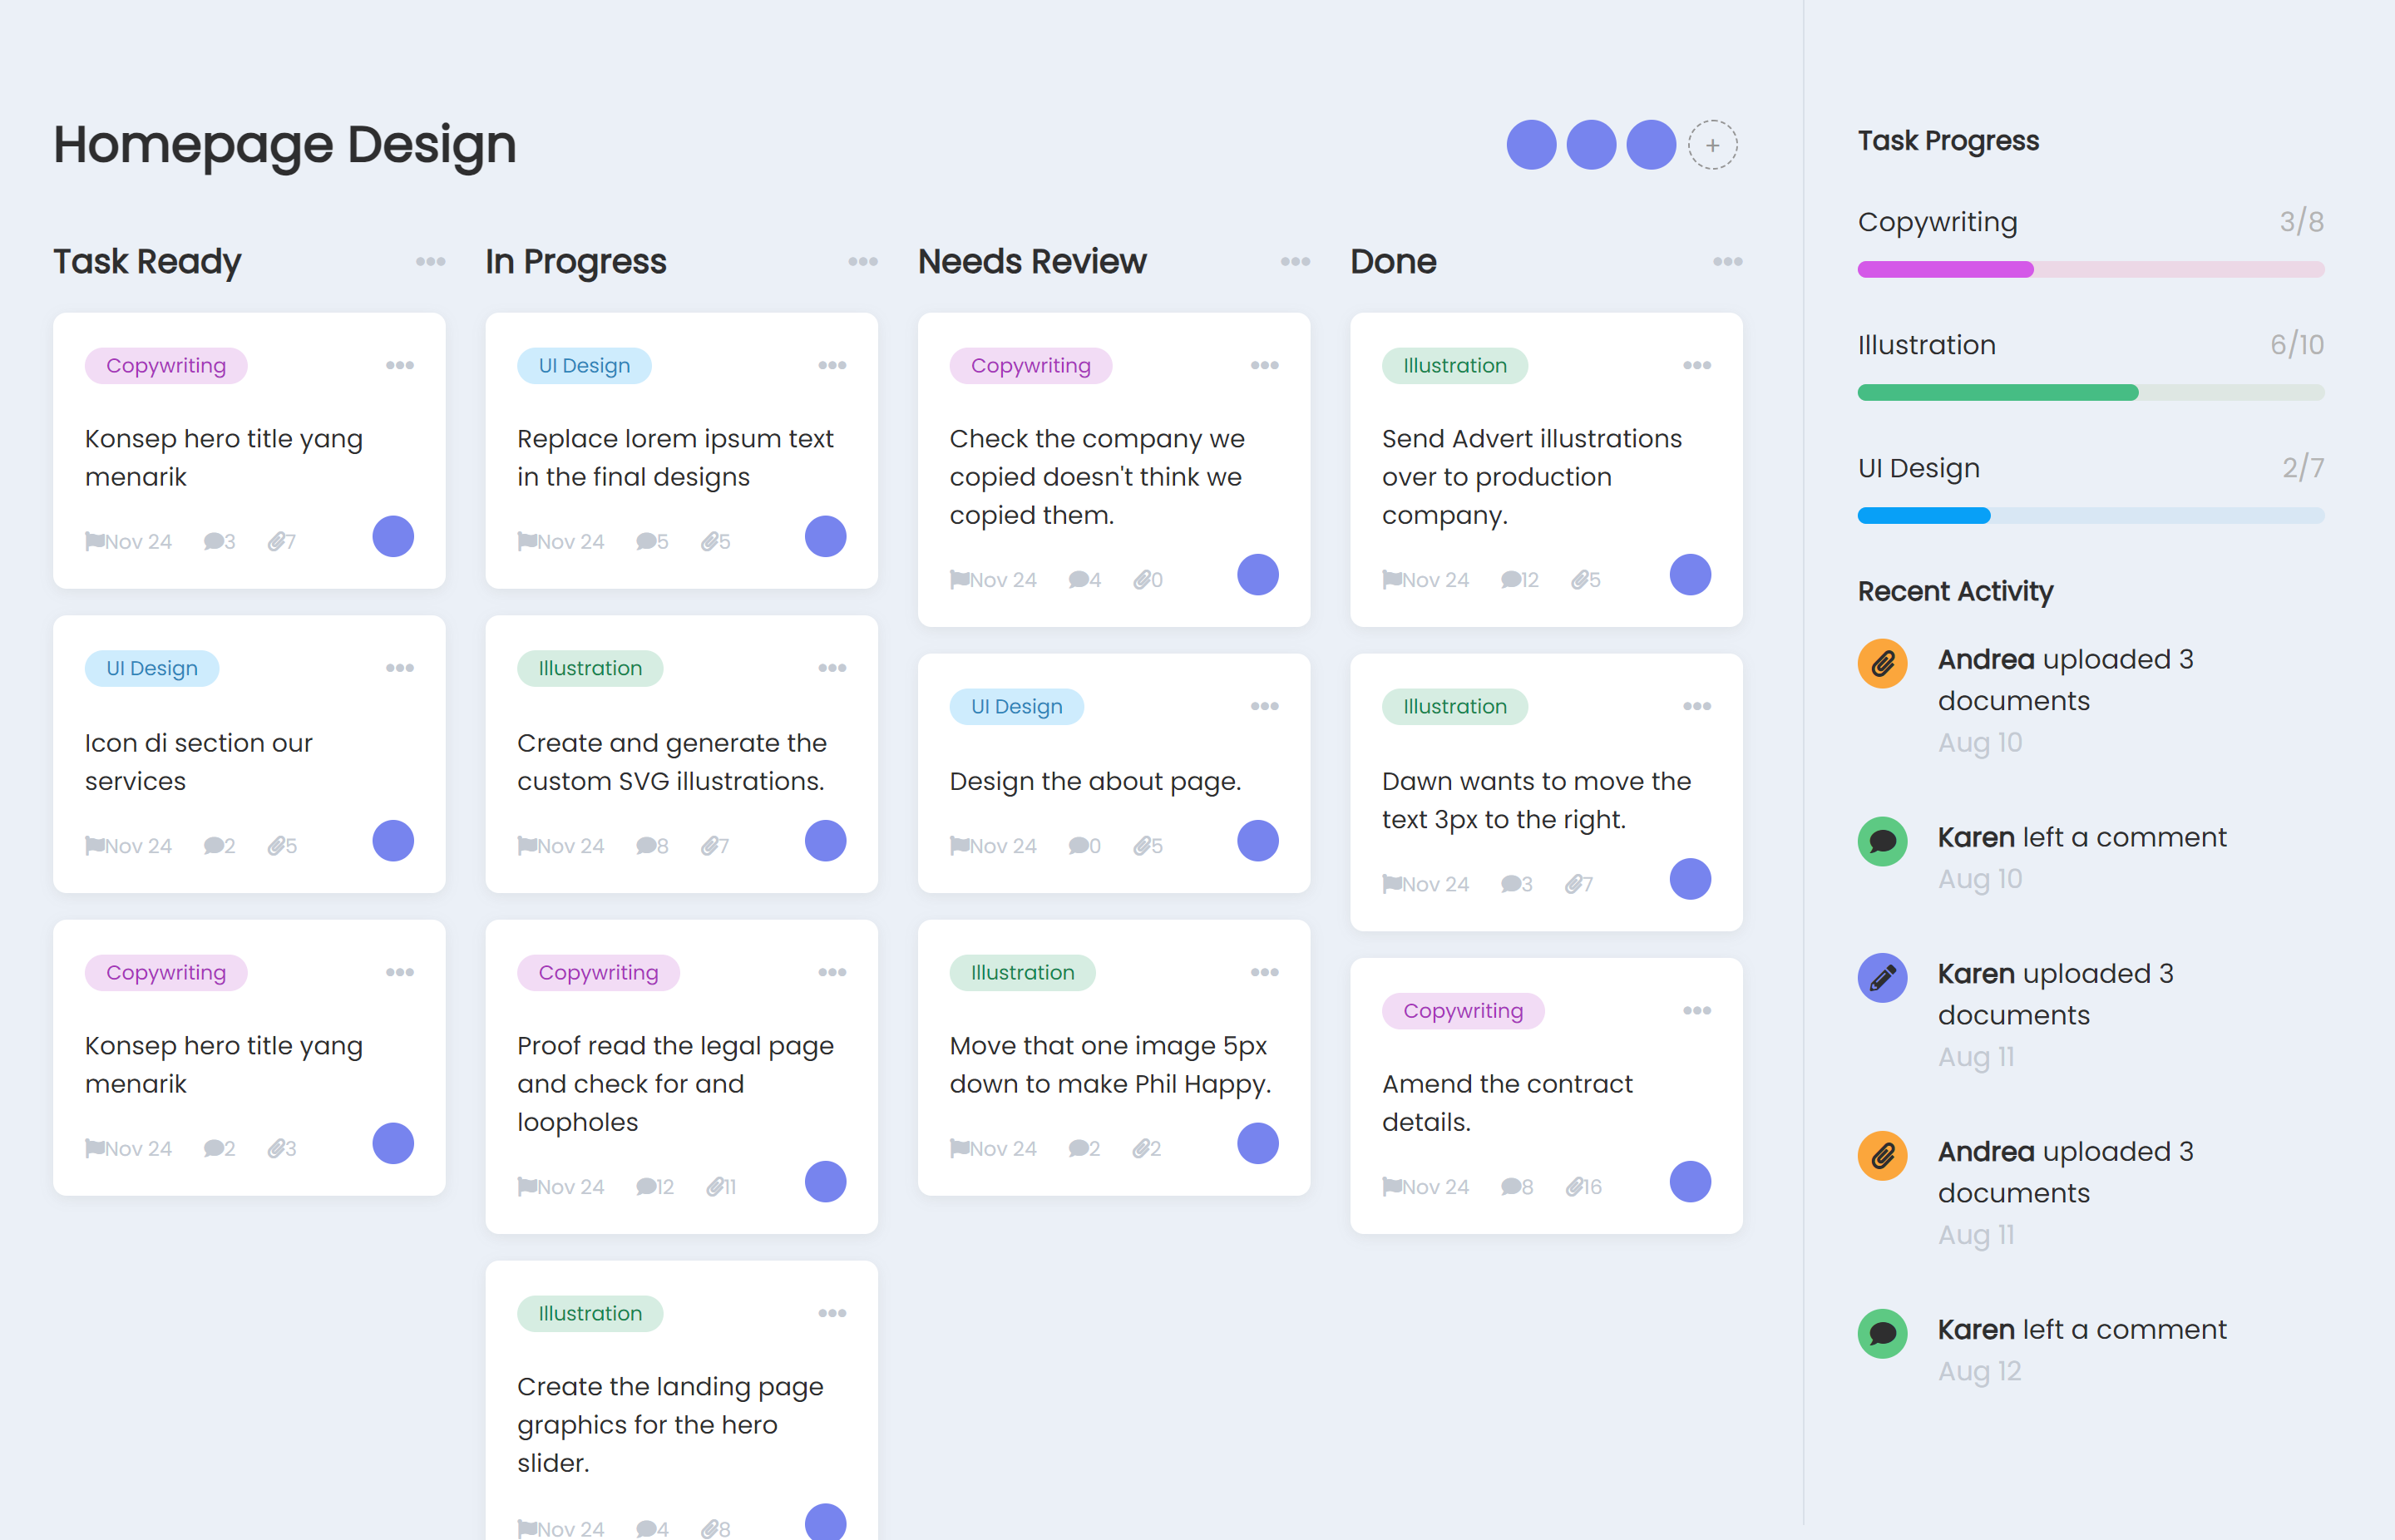 Homepage Design
+
Task Ready
Copywriting
Konsep hero title yang
menarik
Nov 24 3 7
UI Design
Icon di section our
services
Nov 24 2 5
Copywriting
Konsep hero title yang
menarik
Nov 24 2 3
In Progress
UI Design
Replace lorem ipsum text
in the final designs
Nov 24 5 5
Illustration
Create and generate the
custom SVG illustrations.
Nov 24 8 7
Copywriting
Proof read the legal page
and check for and
loopholes
Nov 24 12 11
Illustration
Create the landing page
graphics for the hero
slider.
Nov 24 4 8
Needs Review
Copywriting
Check the company we
copied doesn't think we
copied them.
Nov 24 4 0
UI Design
Design the about page.
Nov 24 0 5
Illustration
Move that one image 5px
down to make Phil Happy.
Nov 24 2 2
Done
Illustration
Send Advert illustrations
over to production
company.
Nov 24 12 5
Illustration
Dawn wants to move the
text 3px to the right.
Nov 24 3 7
Copywriting
Amend the contract
details.
Nov 24 8 16
Task Progress
Copywriting 3/8
Illustration 6/10
UI Design 2/7
Recent Activity
Andrea uploaded 3
documents
Aug 10
Karen left a comment
Aug 10
Karen uploaded 3
documents
Aug 11
Andrea uploaded 3
documents
Aug 11
Karen left a comment
Aug 12